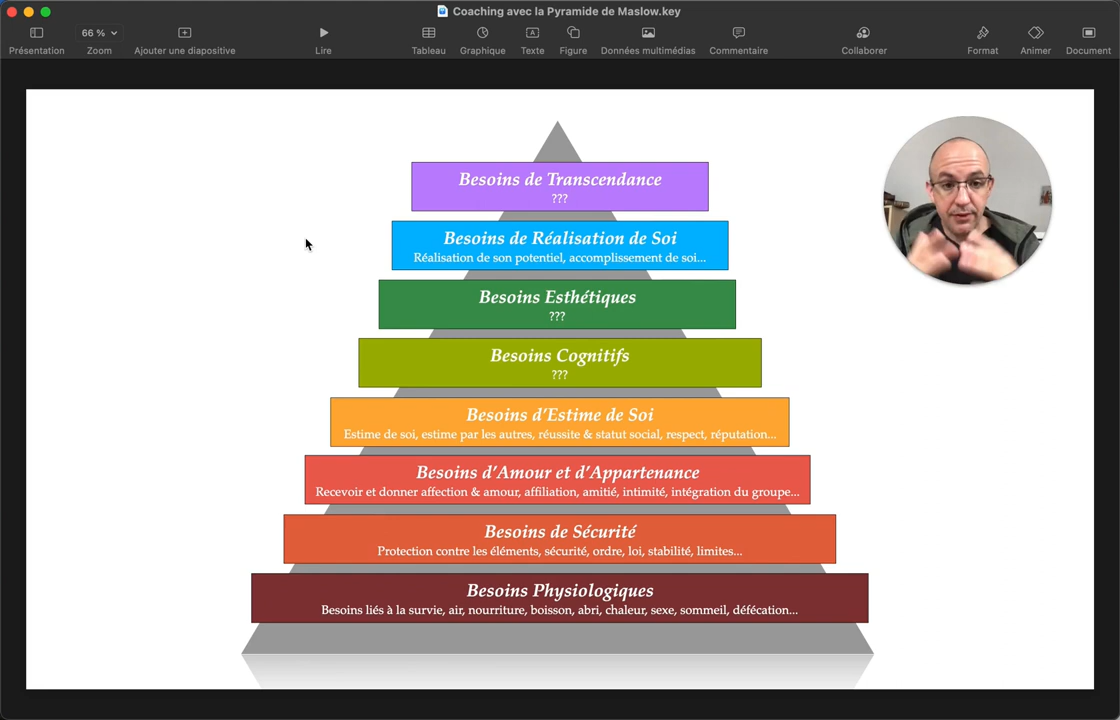 Coaching avec la Pyramide de Maslow.key
66 %
Présentation
Zoom
Ajouter une diapositive
Lire
Tableau
Graphique
Texte
Figure
Données multimédias
Commentaire
Collaborer
Format
Animer
Document
Besoins de Transcendance
???
Besoins de Réalisation de Soi
Réalisation de son potentiel, accomplissement de soi...
Besoins Esthétiques
???
Besoins Cognitifs
???
Besoins d'Estime de Soi
Estime de soi, estime par les autres, réussite & statut social, respect, réputation...
Besoins d'Amour et d'Appartenance
Recevoir et donner affection & amour, affiliation, amitié, intimité, intégration du groupe...
Besoins de Sécurité
Protection contre les éléments, sécurité, ordre, loi, stabilité, limites...
Besoins Physiologiques
Besoins liés à la survie, air, nourriture, boisson, abri, chaleur, sexe, sommeil, défécation...